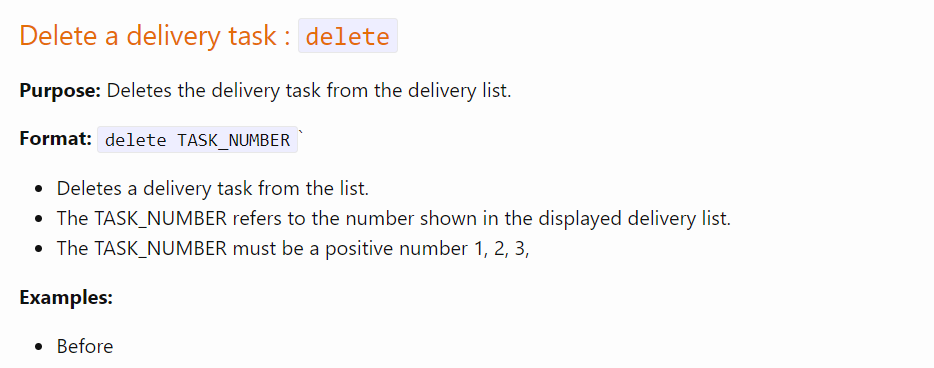 Delete a delivery task : delete
Purpose: Deletes the delivery task from the delivery list.
Format: delete TASK_NUMBER`
• Deletes a delivery task from the list.
• The TASK_NUMBER refers to the number shown in the displayed delivery list.
• The TASK_NUMBER must be a positive number 1, 2, 3,
Examples:
• Before